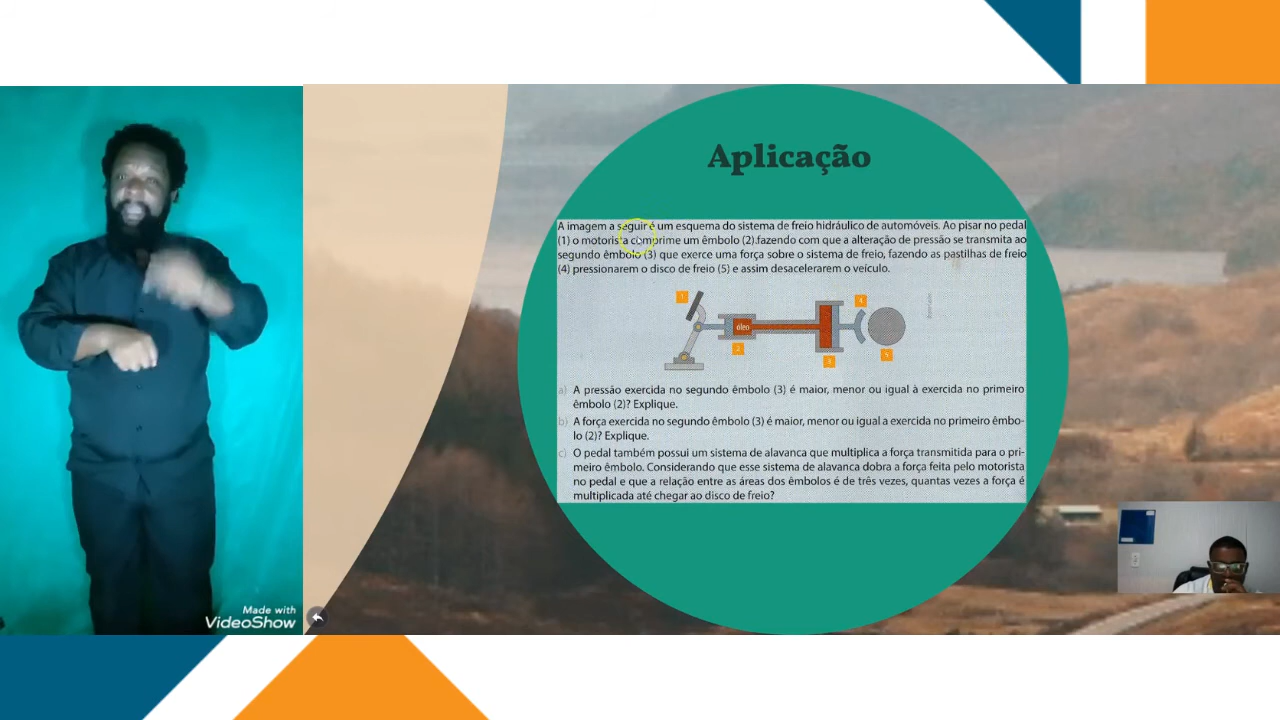 Aplicação
A imagem a seguir é um esquema do sistema de freio hidráulico de automóveis. Ao pisar no pedal
(1) o motorista comprime um êmbolo (2).fazendo com que a alteração de pressão se transmita ao
segundo êmbolo (3) que exerce uma força sobre o sistema de freio, fazendo as pastilhas de freio
(4) pressionarem o disco de freio (5) e assim desacelerarem o veículo.
1
óleo
2
3
4
5
a) A pressão exercida no segundo êmbolo (3) é maior, menor ou igual à exercida no primeiro
êmbolo (2)? Explique.
b) A força exercida no segundo êmbolo (3) é maior, menor ou igual a exercida no primeiro êmbo-
lo (2)? Explique.
c) O pedal também possui um sistema de alavanca que multiplica a força transmitida para o pri-
meiro êmbolo. Considerando que esse sistema de alavanca dobra a força feita pelo motorista
no pedal e que a relação entre as áreas dos êmbolos é de três vezes, quantas vezes a força é
multiplicada até chegar ao disco de freio?
Made with
VideoShow